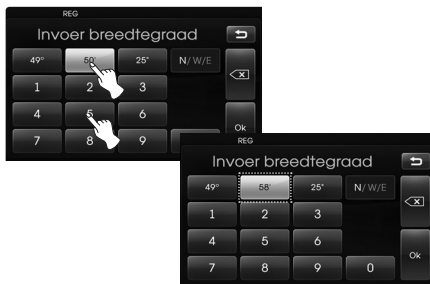 REG
Invoer breedtegraad
49° 50' 25" N/ W/E
1 2 3
4 5 6
Ok
7 8 9
REG
Invoer breedtegraad
49° 58' 25" N/ W/E
1 2 3
4 5 6
Ok
7 8 9 0